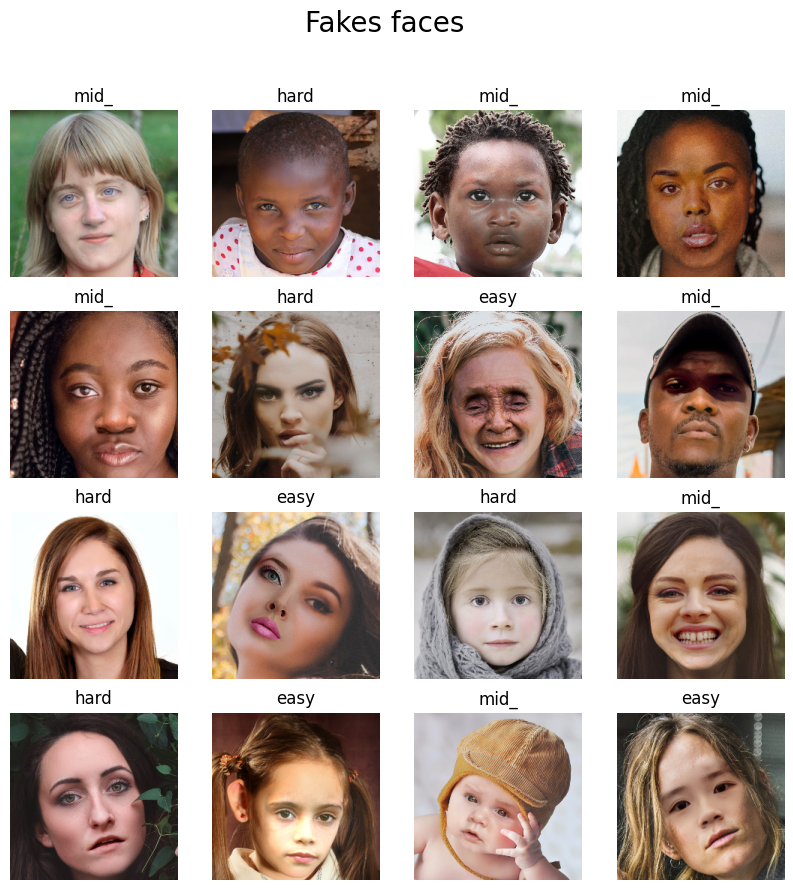 Fakes faces
mid_ hard mid_ mid_
mid_ hard easy mid_
hard easy hard mid_
hard easy mid_ easy